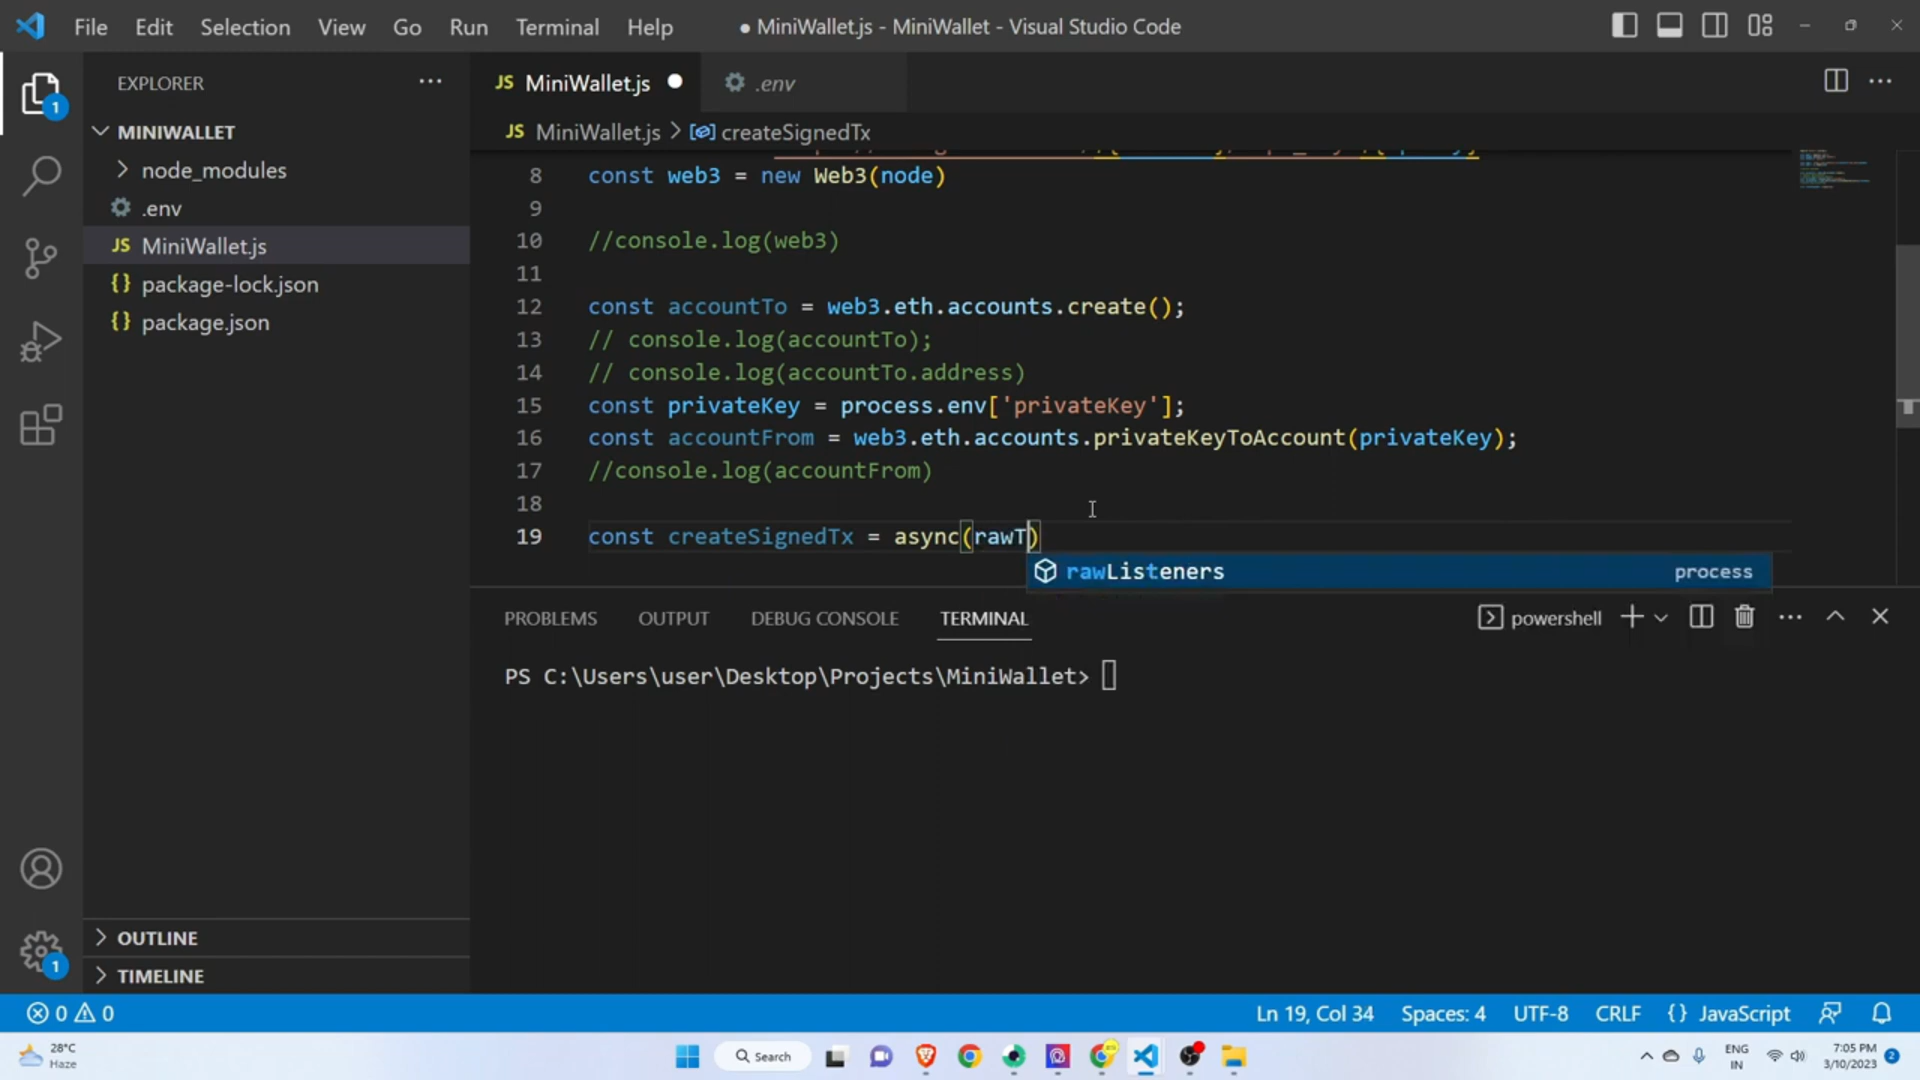 File Edit Selection View Go Run Terminal Help ● MiniWallet.js - MiniWallet - Visual Studio Code
EXPLORER
1
MINIWALLET
node_modules
.env
JS MiniWallet.js
{} package-lock.json
{} package.json
OUTLINE
TIMELINE
1
JS MiniWallet.js
.env
JS MiniWallet.js > createSignedTx
8 const web3 = new Web3(node)
9
10 //console.log(web3)
11
12 const accountTo = web3.eth.accounts.create();
13 // console.log(accountTo);
14 // console.log(accountTo.address)
15 const privateKey = process.env['privateKey'];
16 const accountFrom = web3.eth.accounts.privateKeyToAccount(privateKey);
17 //console.log(accountFrom)
18
19 const createSignedTx = async(rawT)
rawListeners process
PROBLEMS OUTPUT DEBUG CONSOLE TERMINAL powershell
PS C:\Users\user\Desktop\Projects\MiniWallet>
0 0 Ln 19, Col 34 Spaces: 4 UTF-8 CRLF {} JavaScript
28°C
Haze
Search
ENG
IN
7:05 PM
3/10/2023
2